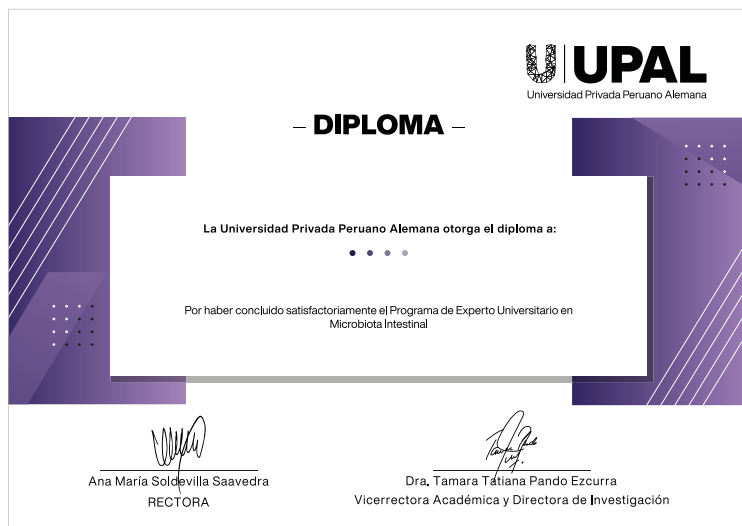 UPAL
Universidad Privada Peruano Alemana
– DIPLOMA –
La Universidad Privada Peruano Alemana otorga el diploma a:
Por haber concluido satisfactoriamente el Programa de Experto Universitario en
Microbiota Intestinal
Ana María Soldevilla Saavedra
RECTORA
Dra. Tamara Tatiana Pando Ezcurra
Vicerrectora Académica y Directora de Investigación